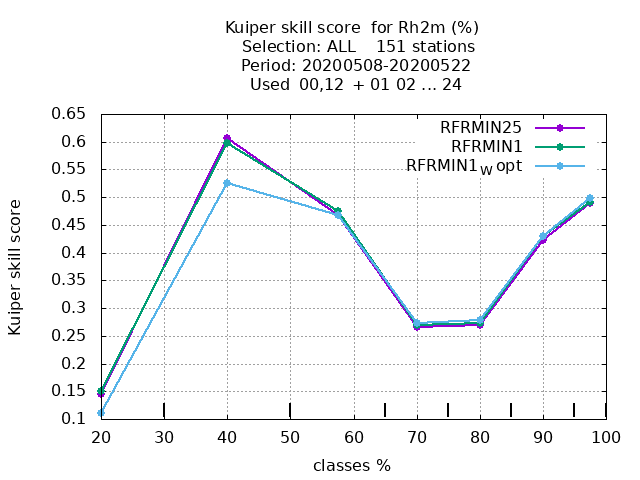 Kuiper skill score for Rh2m (%)
Selection: ALL 151 stations
Period: 20200508-20200522
Used 00,12 + 01 02 ... 24
RFRMIN25
RFRMIN1
RFRMIN1W opt
Kuiper skill score
0.65
0.6
0.55
0.5
0.45
0.4
0.35
0.3
0.25
0.2
0.15
0.1
20 30 40 50 60 70 80 90 100
classes %